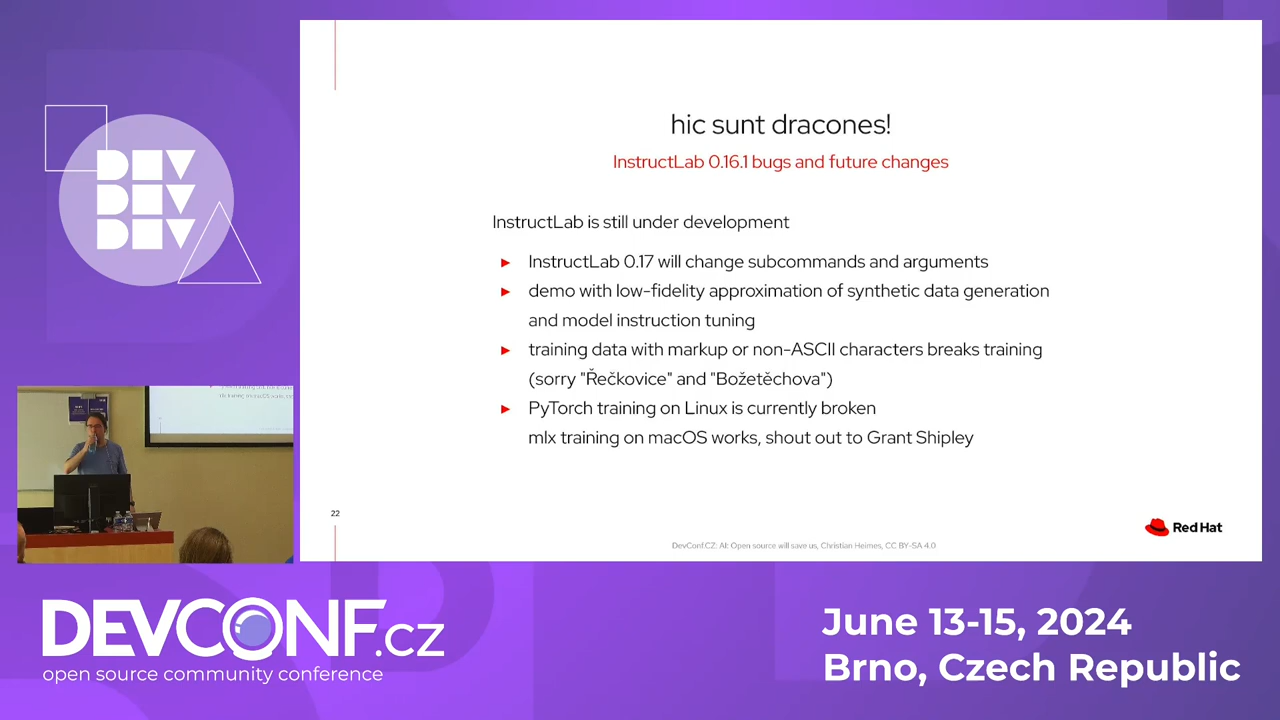 hic sunt dracones!
InstructLab 0.16.1 bugs and future changes
InstructLab is still under development
► InstructLab 0.17 will change subcommands and arguments
► demo with low-fidelity approximation of synthetic data generation
and model instruction tuning
► training data with markup or non-ASCII characters breaks training
(sorry "Řečkovice" and "Božetěchova")
► PyTorch training on Linux is currently broken
mlx training on macOS works, shout out to Grant Shipley
22
Red Hat
DevConf.CZ: AI: Open source will save us, Christian Heimes, CC BY-SA 4.0
DEV
DEV
DEV
DEVCONF.cz
open source community conference
June 13-15, 2024
Brno, Czech Republic